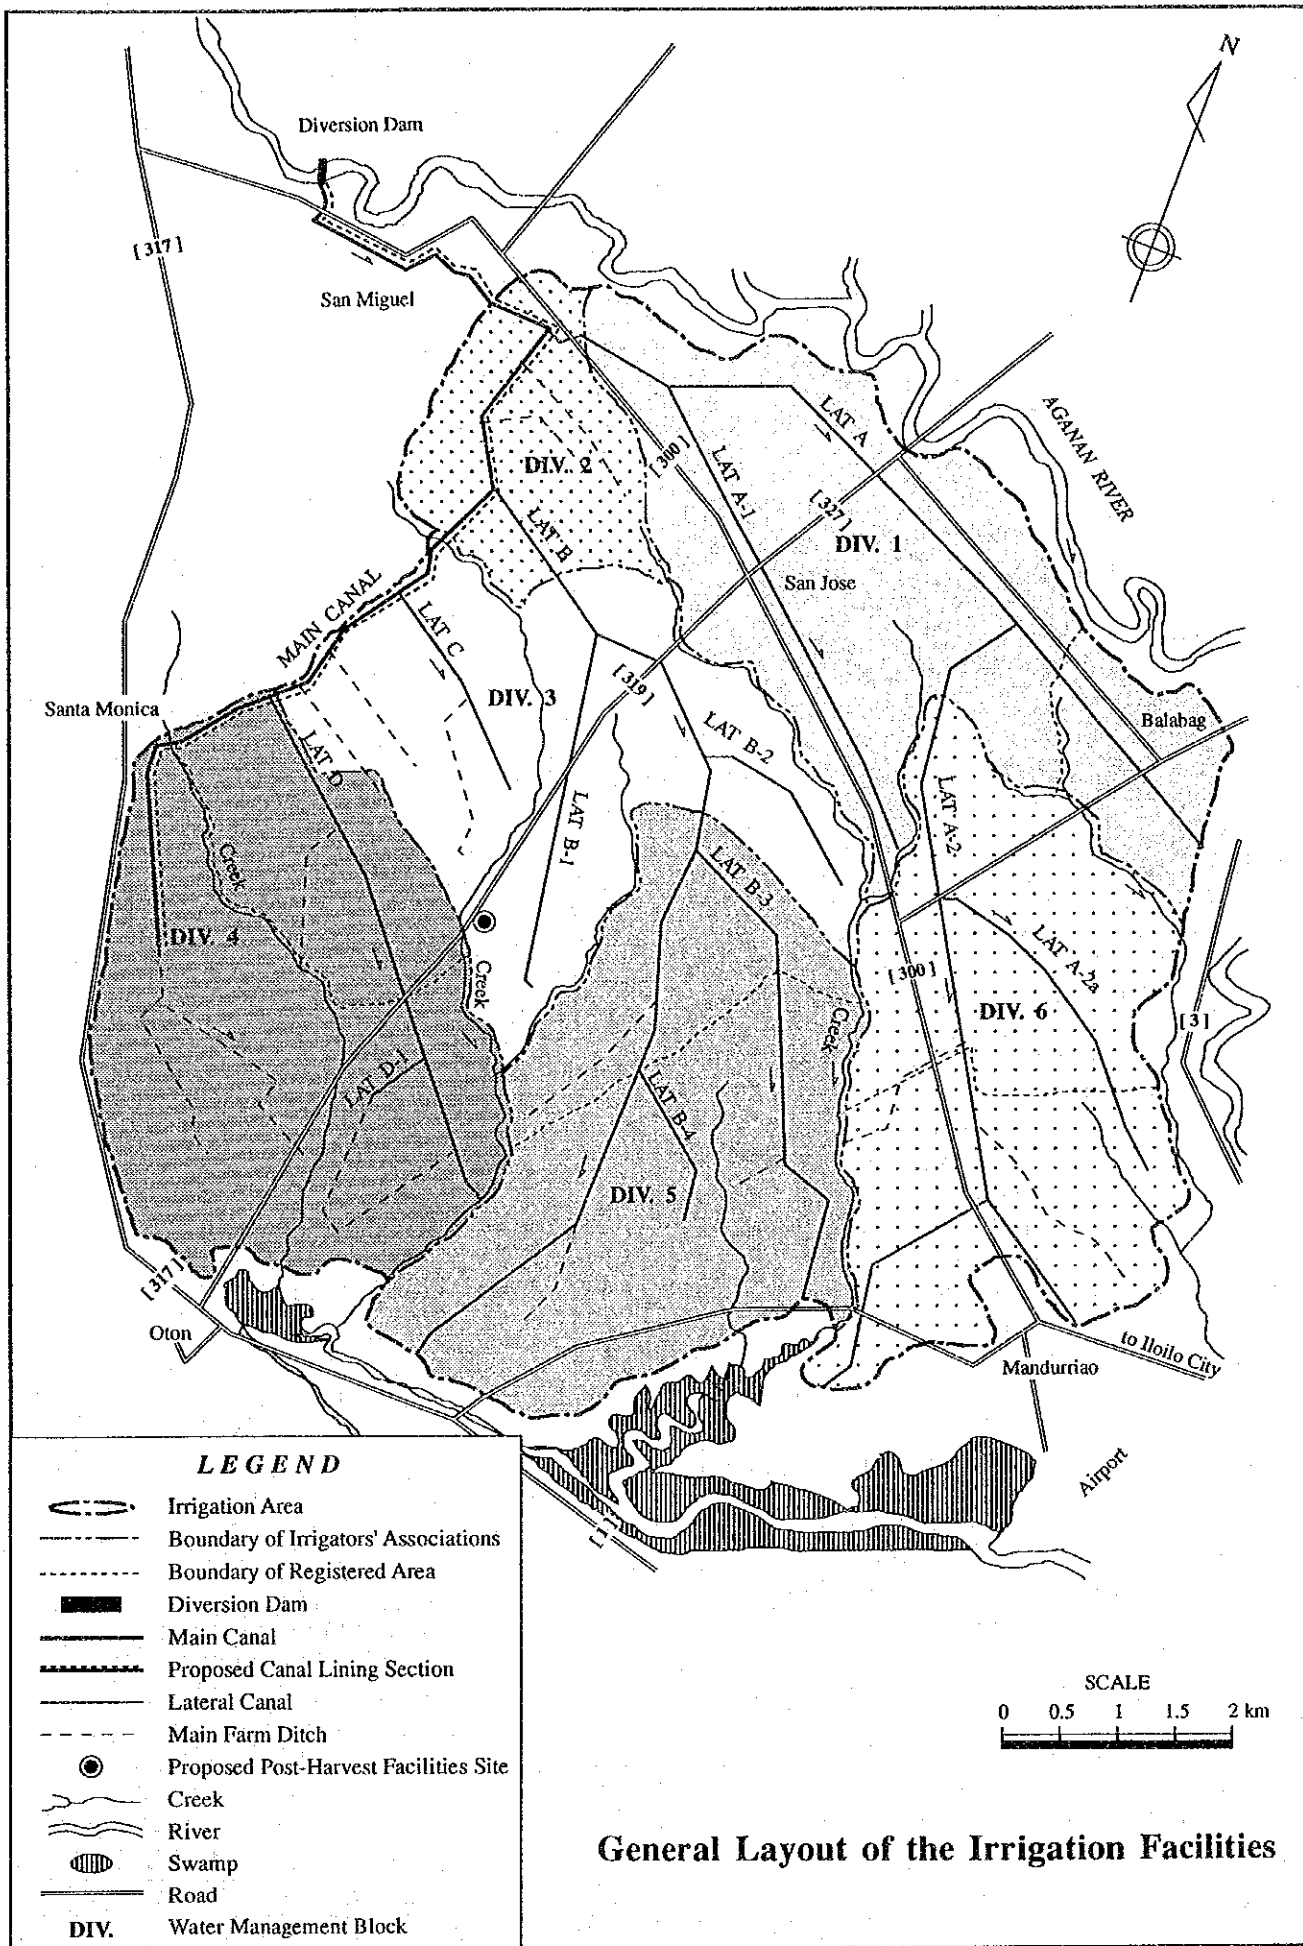 N
Diversion Dam
[ 317 ]
San Miguel
AGANAN RIVER
LAT A
[ 300 ]
LAT A-1
DIV. 2
[ 327 ]
DIV. 1
LAT B
San Jose
MAIN CANAL
LAT C
DIV. 3
[ 319 ]
Santa Monica
Balabag
LAT D
LAT B-2
LAT B-1
LAT A-2
Creek
LAT B-3
DIV. 4
LAT A-2a
Creek
[ 300 ]
DIV. 6
[ 3 ]
Creek
LAT D-1
LAT B-4
DIV. 5
[ 317 ]
Oton
to Iloilo City
Mandurriao
Airport
LEGEND
Irrigation Area
Boundary of Irrigators' Associations
Boundary of Registered Area
Diversion Dam
Main Canal
Proposed Canal Lining Section
Lateral Canal
Main Farm Ditch
Proposed Post-Harvest Facilities Site
Creek
River
Swamp
Road
DIV. Water Management Block
SCALE
0 0.5 1 1.5 2 km
General Layout of the Irrigation Facilities